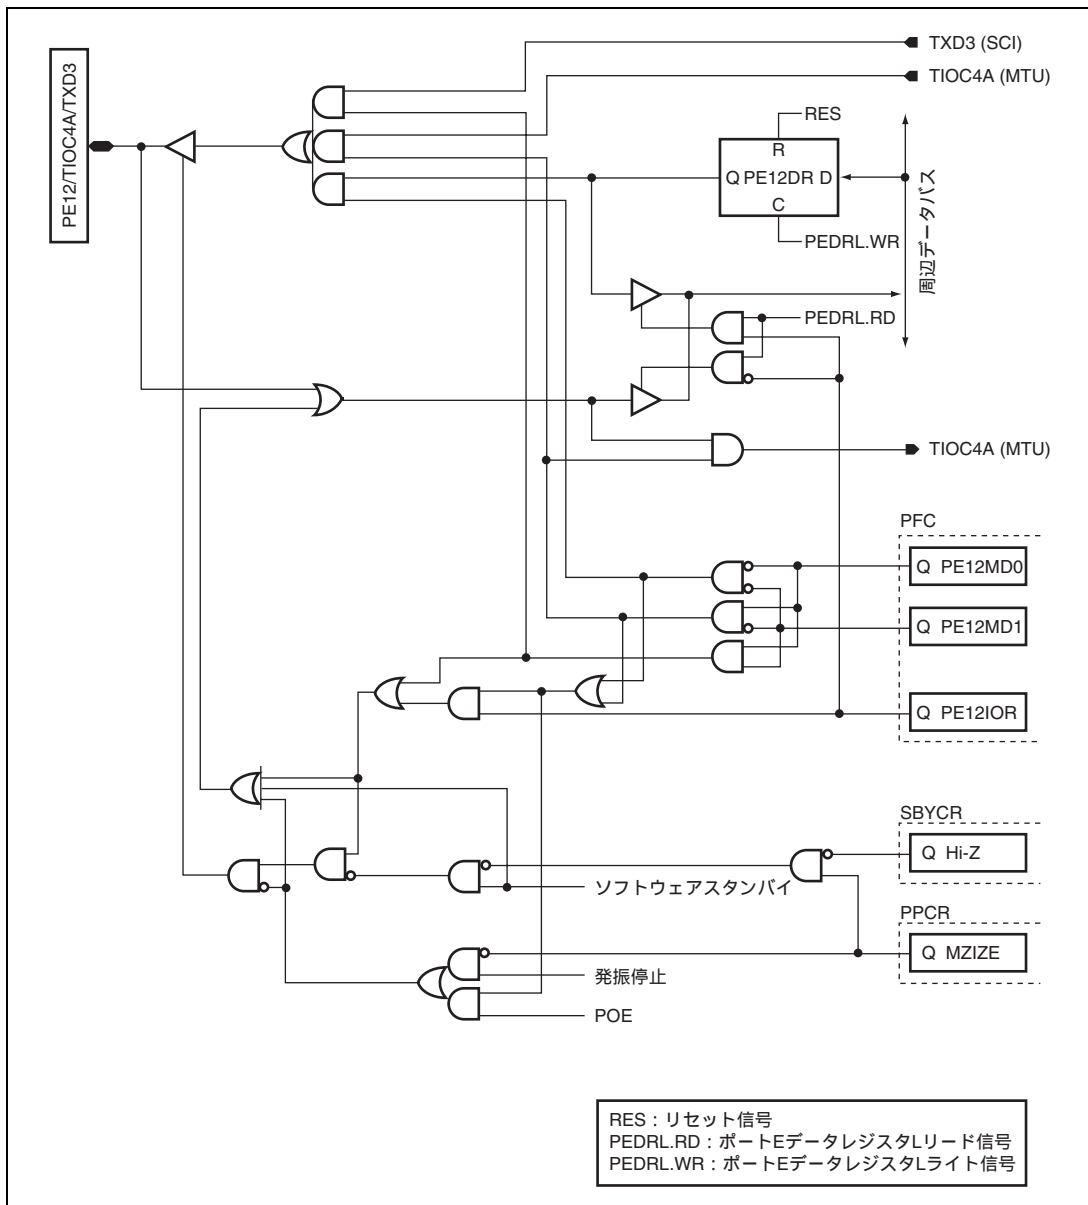 PE12/TIOC4A/TXD3
TXD3 (SCI)
TIOC4A (MTU)
RES
R
Q PE12DR D
C
PEDRL.WR
周辺データバス
PEDRL.RD
TIOC4A (MTU)
PFC
Q PE12MD0
Q PE12MD1
Q PE12IOR
SBYCR
Q Hi-Z
ソフトウェアスタンバイ
PPCR
Q MZIZE
発振停止
POE
RES : リセット信号
PEDRL.RD : ポートEデータレジスタLリード信号
PEDRL.WR : ポートEデータレジスタLライト信号